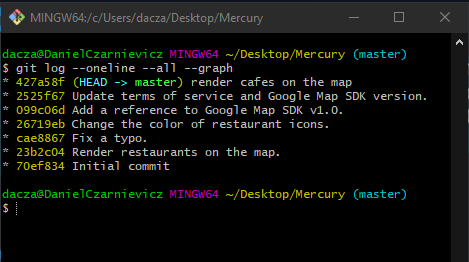 MINGW64:/c/Users/dacza/Desktop/Mercury
dacza@DanielCzarnievicz MINGW64 ~/Desktop/Mercury (master)
$ git log --oneline --all --graph
* 427a58f (HEAD -> master) render cafes on the map
* 2525f67 Update terms of service and Google Map SDK version.
* 099c06d Add a reference to Google Map SDK v1.0.
* 26719eb Change the color of restaurant icons.
* cae8867 Fix a typo.
* 23b2c04 Render restaurants on the map.
* 70ef834 Initial commit
dacza@DanielCzarnievicz MINGW64 ~/Desktop/Mercury (master)
$